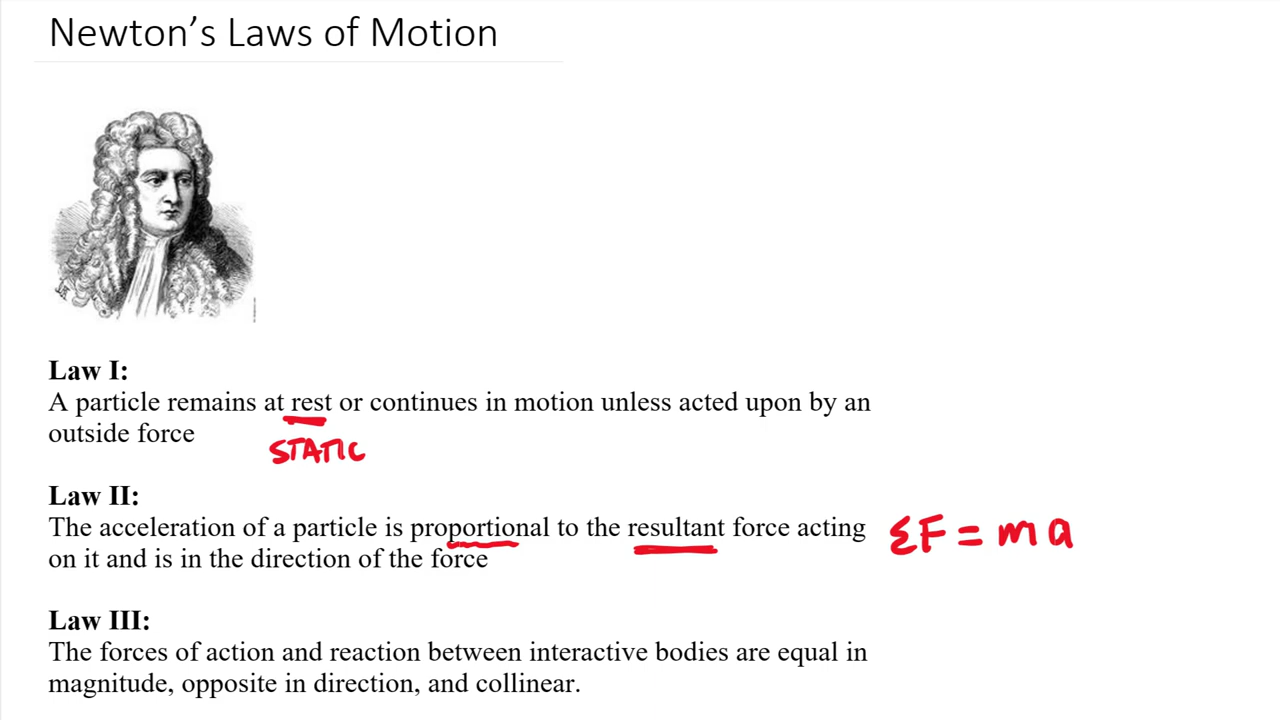 Newton’s Laws of Motion
Law I:
A particle remains at rest or continues in motion unless acted upon by an
outside force
STATIC
Law II:
The acceleration of a particle is proportional to the resultant force acting
on it and is in the direction of the force
ΣF = ma
Law III:
The forces of action and reaction between interactive bodies are equal in
magnitude, opposite in direction, and collinear.